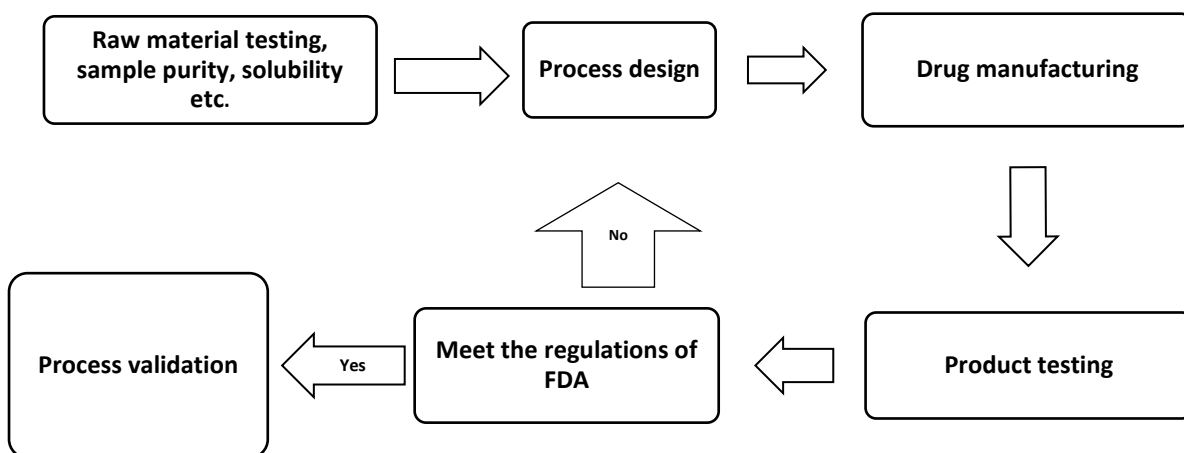 Raw material testing,
sample purity, solubility
etc.
Process design
Drug manufacturing
No
Process validation
Yes
Meet the regulations of
FDA
Product testing